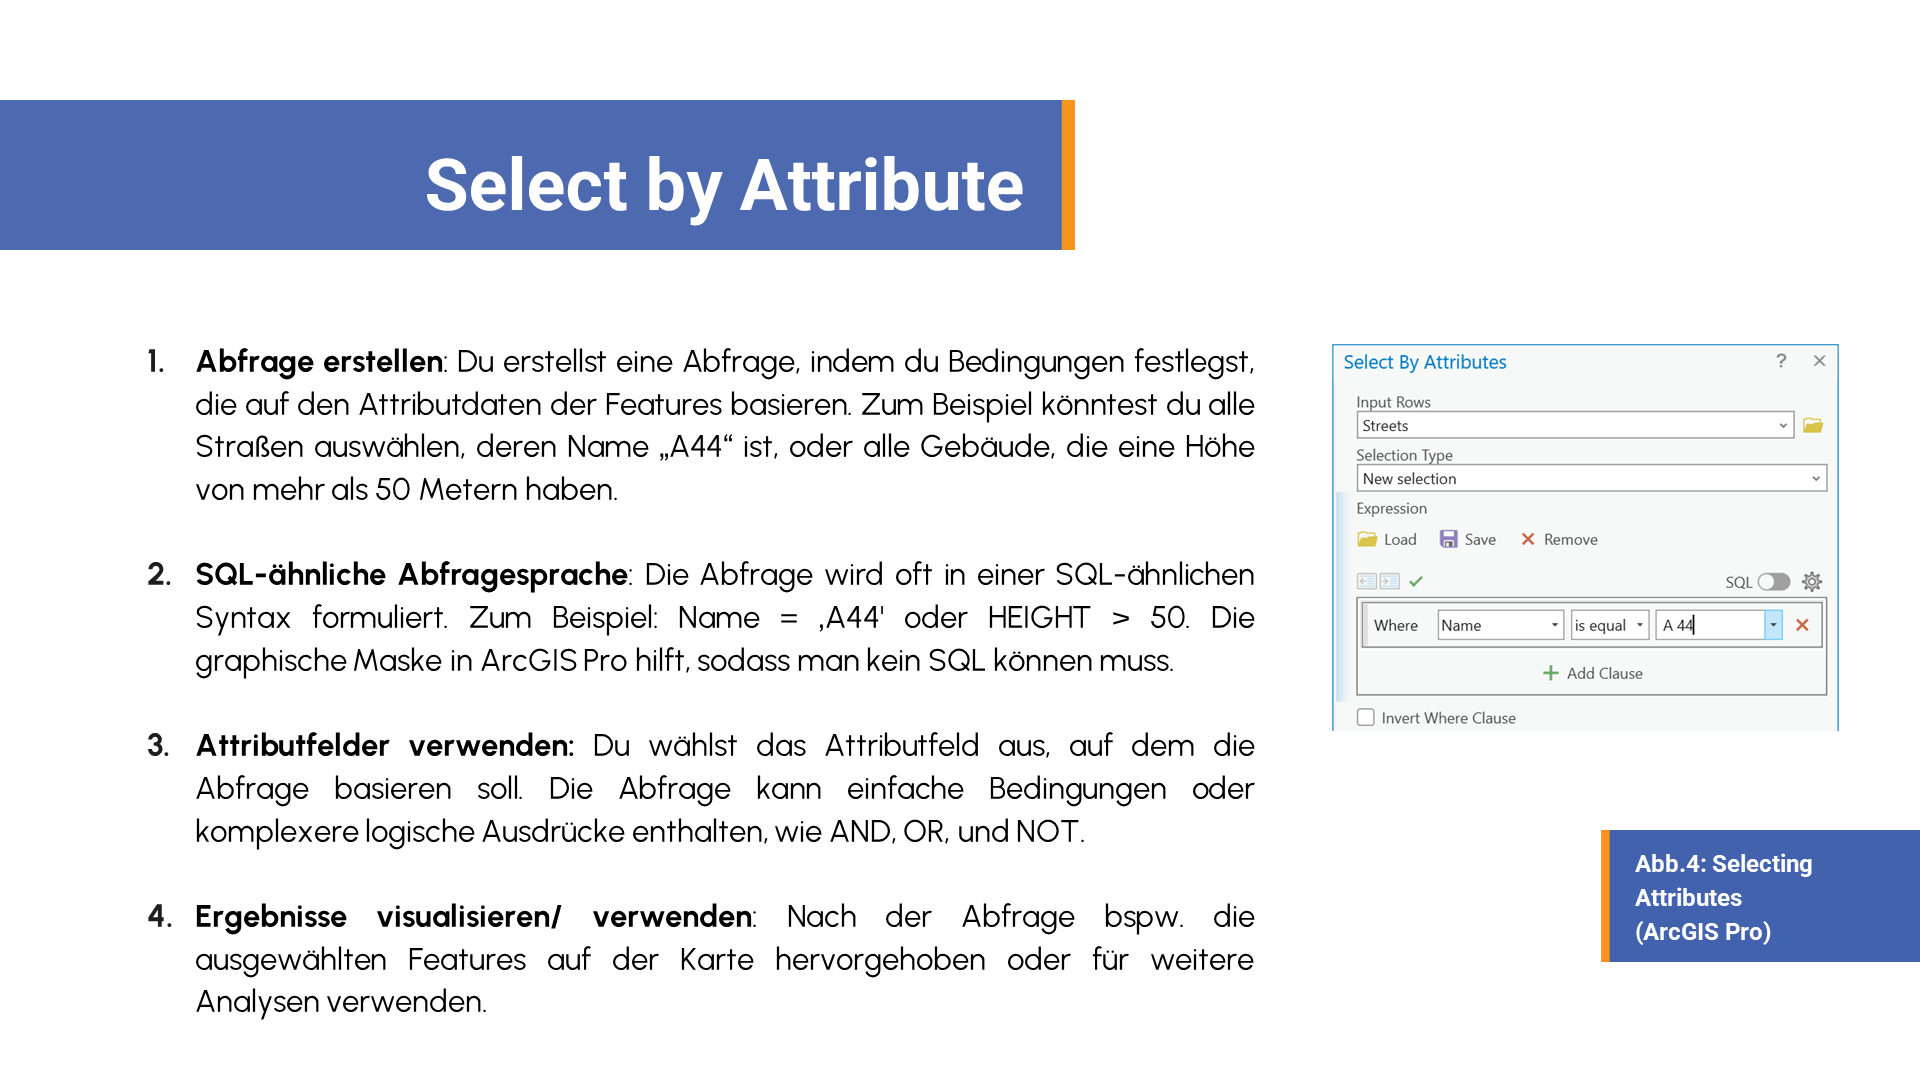 Select by Attribute
1. Abfrage erstellen: Du erstellst eine Abfrage, indem du Bedingungen festlegst,
die auf den Attributdaten der Features basieren. Zum Beispiel könntest du alle
Straßen auswählen, deren Name „A44“ ist, oder alle Gebäude, die eine Höhe
von mehr als 50 Metern haben.
2. SQL-ähnliche Abfragesprache: Die Abfrage wird oft in einer SQL-ähnlichen
Syntax formuliert. Zum Beispiel: Name = ‚A44' oder HEIGHT > 50. Die
graphische Maske in ArcGIS Pro hilft, sodass man kein SQL können muss.
3. Attributfelder verwenden: Du wählst das Attributfeld aus, auf dem die
Abfrage basieren soll. Die Abfrage kann einfache Bedingungen oder
komplexere logische Ausdrücke enthalten, wie AND, OR, und NOT.
4. Ergebnisse visualisieren/ verwenden: Nach der Abfrage bspw. die
ausgewählten Features auf der Karte hervorgehoben oder für weitere
Analysen verwenden.
Select By Attributes ? ×
Input Rows
Streets
Selection Type
New selection
Expression
Load Save Remove
SQL
Where Name is equal A 44
Add Clause
Invert Where Clause
Abb.4: Selecting
Attributes
(ArcGIS Pro)